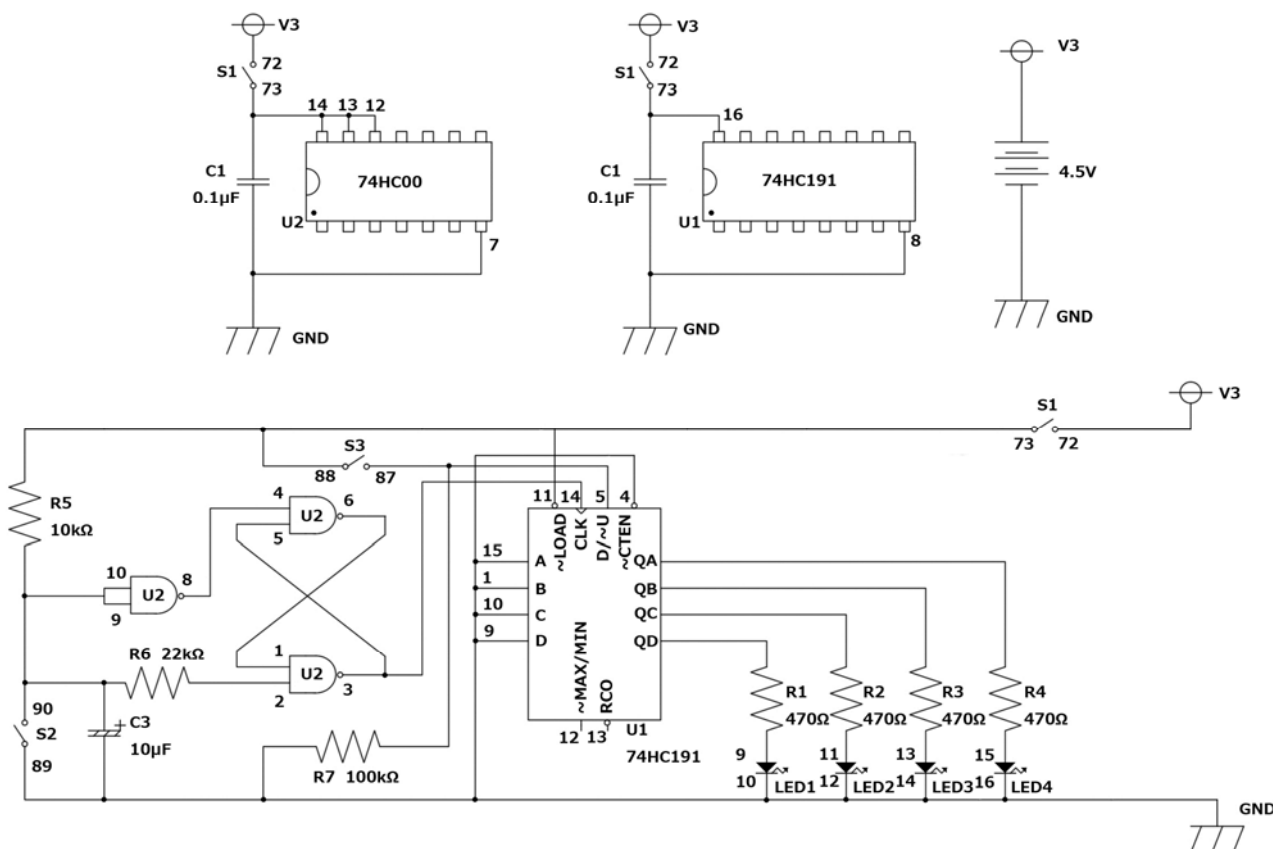 V3
72
S1
73
14 13 12
C1
0.1μF
74HC00
U2
7
GND
V3
72
S1
73
16
C1
0.1μF
74HC191
U1
8
GND
V3
4.5V
GND
V3
S1
73 72
S3
88 87
R5
10kΩ
4
5
6
U2
10
9
8
U2
R6 22kΩ
1
2
3
U2
90
S2
89
C3
+
10μF
R7 100kΩ
11 14 5 4
~LOAD
CLK
D/~U
~CTEN
15 A
1 B
10 C
9 D
QA
QB
QC
QD
~MAX/MIN
RCO
12 13
U1
74HC191
R1
470Ω
R2
470Ω
R3
470Ω
R4
470Ω
9
10
LED1
11
12
LED2
13
14
LED3
15
16
LED4
GND